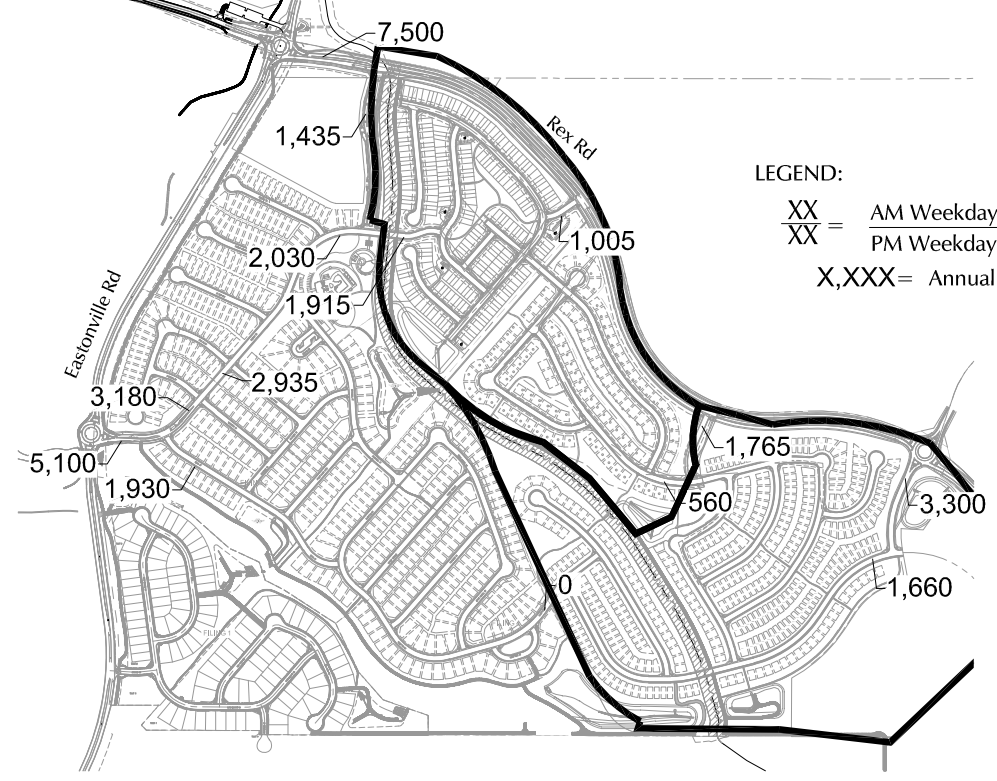 7,500
1,435
Rex Rd
LEGEND:
XX
XX
=
AM Weekday
PM Weekday
X,XXX= Annual
1,005
2,030
1,915
Eastonville Rd
2,935
3,180
5,100
1,930
1,765
560
3,300
0
1,660
FILING 1